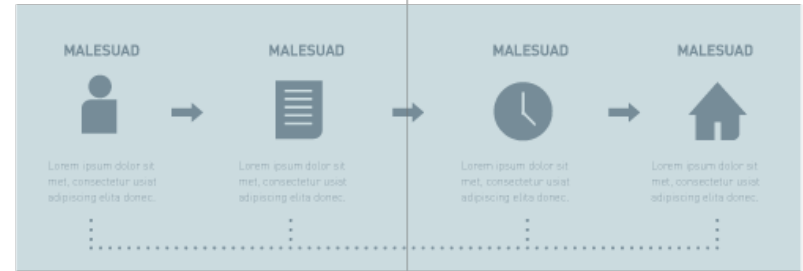 MALESUAD
MALESUAD
MALESUAD
MALESUAD
Lorem ipsum dolor sit
met, consectetur usiat
adipiscing elita donec.
Lorem ipsum dolor sit
met, consectetur usiat
adipiscing elita donec.
Lorem ipsum dolor sit
met, consectetur usiat
adipiscing elita donec.
Lorem ipsum dolor sit
met, consectetur usiat
adipiscing elita donec.